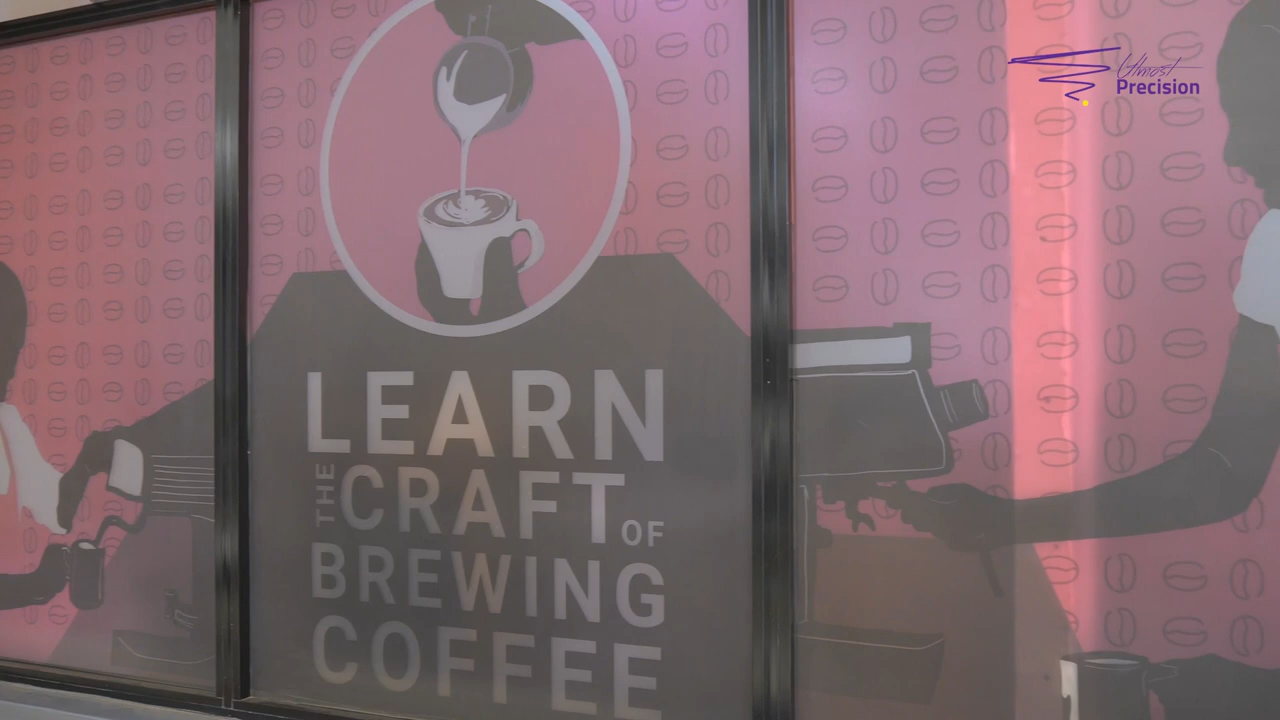 Utmost
Precision
LEARN
THE CRAFT OF
BREWING
COFFEE